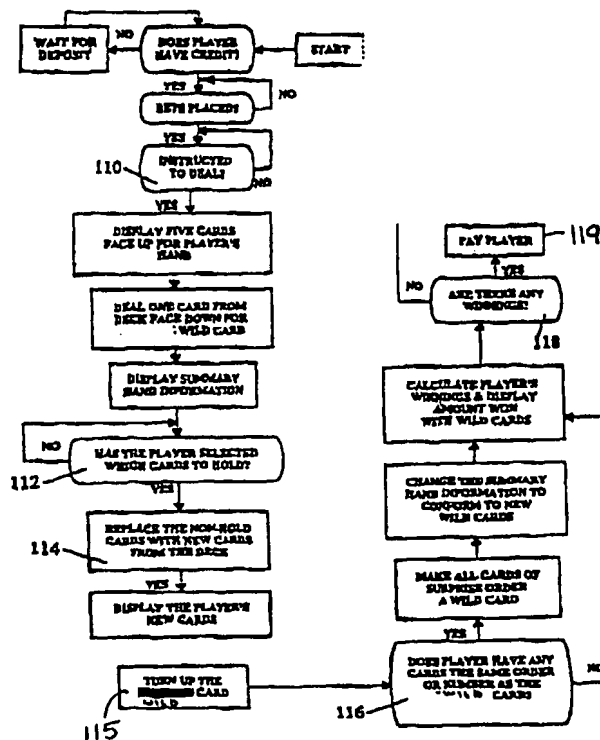 START
DOES PLAYER
HAVE CREDIT?
NO
WAIT FOR
DEPOSIT
YES
NO
BETS PLACED?
YES
INSTRUCTED
TO DEAL?
NO
110
YES
DISPLAY FIVE CARDS
FACE UP FOR PLAYER'S
HAND
DEAL ONE CARD FROM
DECK FACE DOWN FOR
WILD CARD
DISPLAY SUMMARY
HAND INFORMATION
NO
HAS THE PLAYER SELECTED
WHICH CARDS TO HOLD?
112
YES
REPLACE THE NON-HOLD
CARDS WITH NEW CARDS
FROM THE DECK
114
YES
DISPLAY THE PLAYER'S
NEW CARDS
TURN UP THE
CARD
WILD
115
DOES PLAYER HAVE ANY
CARDS THE SAME ORDER
OR NUMBER AS THE
WILD CARDS
116
NO
YES
MAKE ALL CARDS OF
SURPRISE ORDER
A WILD CARD
CHANGE THE SUMMARY
HAND INFORMATION TO
CONFORM TO NEW
WILD CARDS
CALCULATE PLAYER'S
WINNINGS & DISPLAY
AMOUNT WON
WITH WILD CARDS
ARE THERE ANY
WINNINGS?
118
NO
YES
PAY PLAYER
119